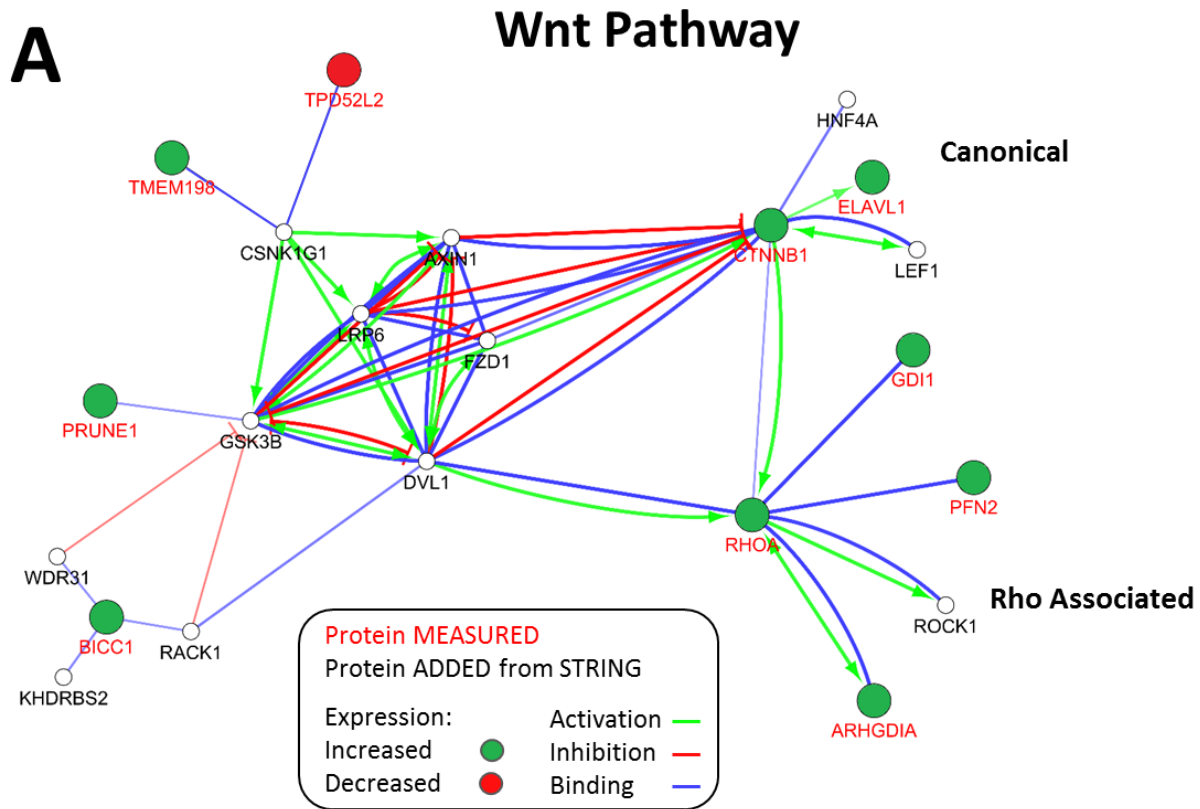 Wnt Pathway
A
TPD52L2
HNF4A
Canonical
TMEM198
ELAVL1
CSNK1G1
AXIN1
CTNNB1
LEF1
LRP6
FZD1
GDI1
PRUNE1
GSK3B
DVL1
PFN2
RHOA
WDR31
Rho Associated
ROCK1
BICC1
RACK1
KHDRBS2
ARHGDIA
Protein MEASURED
Protein ADDED from STRING
Expression:
Increased
Decreased
Activation
Inhibition
Binding